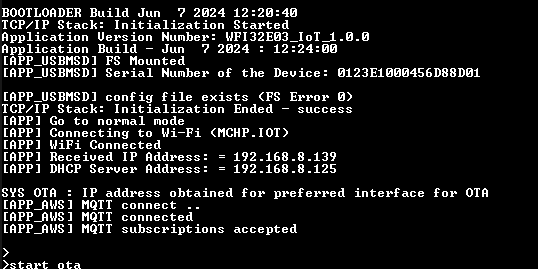 BOOTLOADER Build Jun  7 2024 12:20:40
TCP/IP Stack: Initialization Started
Application Version Number: WFI32E03_IoT_1.0.0
Application Build - Jun  7 2024 : 12:24:00
[APP_USBMSD] FS Mounted
[APP_USBMSD] Serial Number of the Device: 0123E1000456D88D01
[APP_USBMSD] config file exists (FS Error 0)
TCP/IP Stack: Initialization Ended - success
[APP] Go to normal mode
[APP] Connecting to Wi-Fi (MCHP.IOT)
[APP] WiFi Connected
[APP] Received IP Address: = 192.168.8.139
[APP] DHCP Server Address: = 192.168.8.125
SYS OTA : IP address obtained for preferred interface for OTA
[APP_AWS] MQTT connect ..
[APP_AWS] MQTT connected
[APP_AWS] MQTT subscriptions accepted
>
>start ota